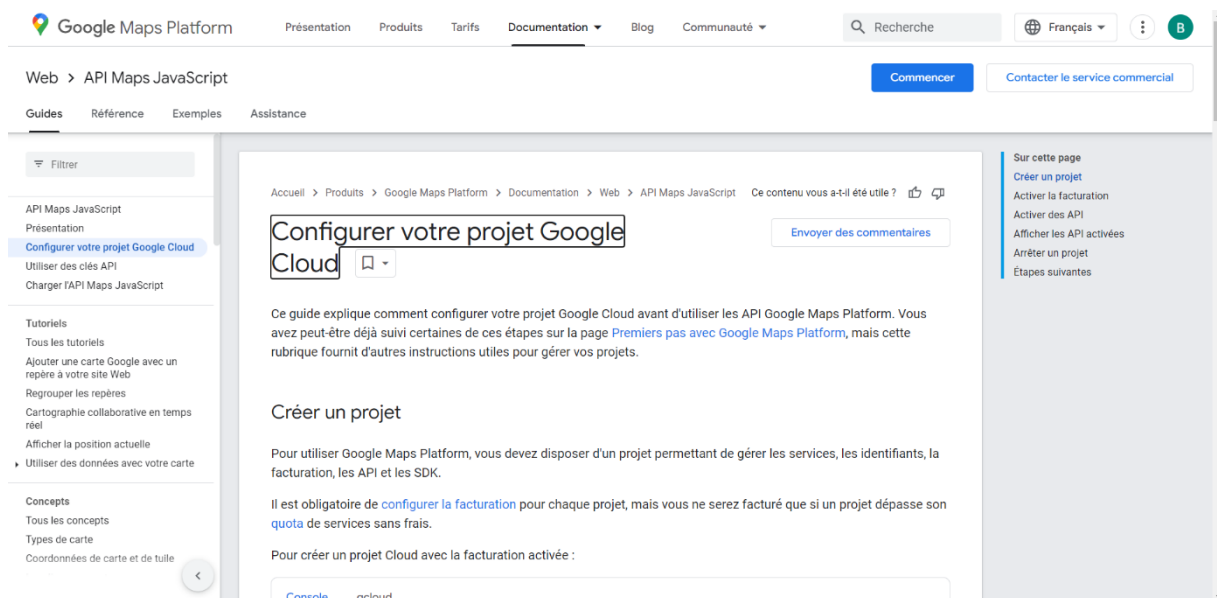 Google Maps Platform
Présentation
Produits
Tarifs
Documentation
Blog
Communauté
Recherche
Français
B
Web > API Maps JavaScript
Commencer
Contacter le service commercial
Guides
Référence
Exemples
Assistance
Filtrer
API Maps JavaScript
Présentation
Configurer votre projet Google Cloud
Utiliser des clés API
Charger l'API Maps JavaScript
Tutoriels
Tous les tutoriels
Ajouter une carte Google avec un
repère à votre site Web
Regrouper les repères
Cartographie collaborative en temps
réel
Afficher la position actuelle
Utiliser des données avec votre carte
Concepts
Tous les concepts
Types de carte
Coordonnées de carte et de tuile
Accueil > Produits > Google Maps Platform > Documentation > Web > API Maps JavaScript
Ce contenu vous a-t-il été utile ?
Configurer votre projet Google
Cloud
Envoyer des commentaires
Ce guide explique comment configurer votre projet Google Cloud avant d'utiliser les API Google Maps Platform. Vous
avez peut-être déjà suivi certaines de ces étapes sur la page Premiers pas avec Google Maps Platform, mais cette
rubrique fournit d'autres instructions utiles pour gérer vos projets.
Créer un projet
Pour utiliser Google Maps Platform, vous devez disposer d'un projet permettant de gérer les services, les identifiants, la
facturation, les API et les SDK.
Il est obligatoire de configurer la facturation pour chaque projet, mais vous ne serez facturé que si un projet dépasse son
quota de services sans frais.
Pour créer un projet Cloud avec la facturation activée :
Console
gcloud
Sur cette page
Créer un projet
Activer la facturation
Activer des API
Afficher les API activées
Arrêter un projet
Étapes suivantes